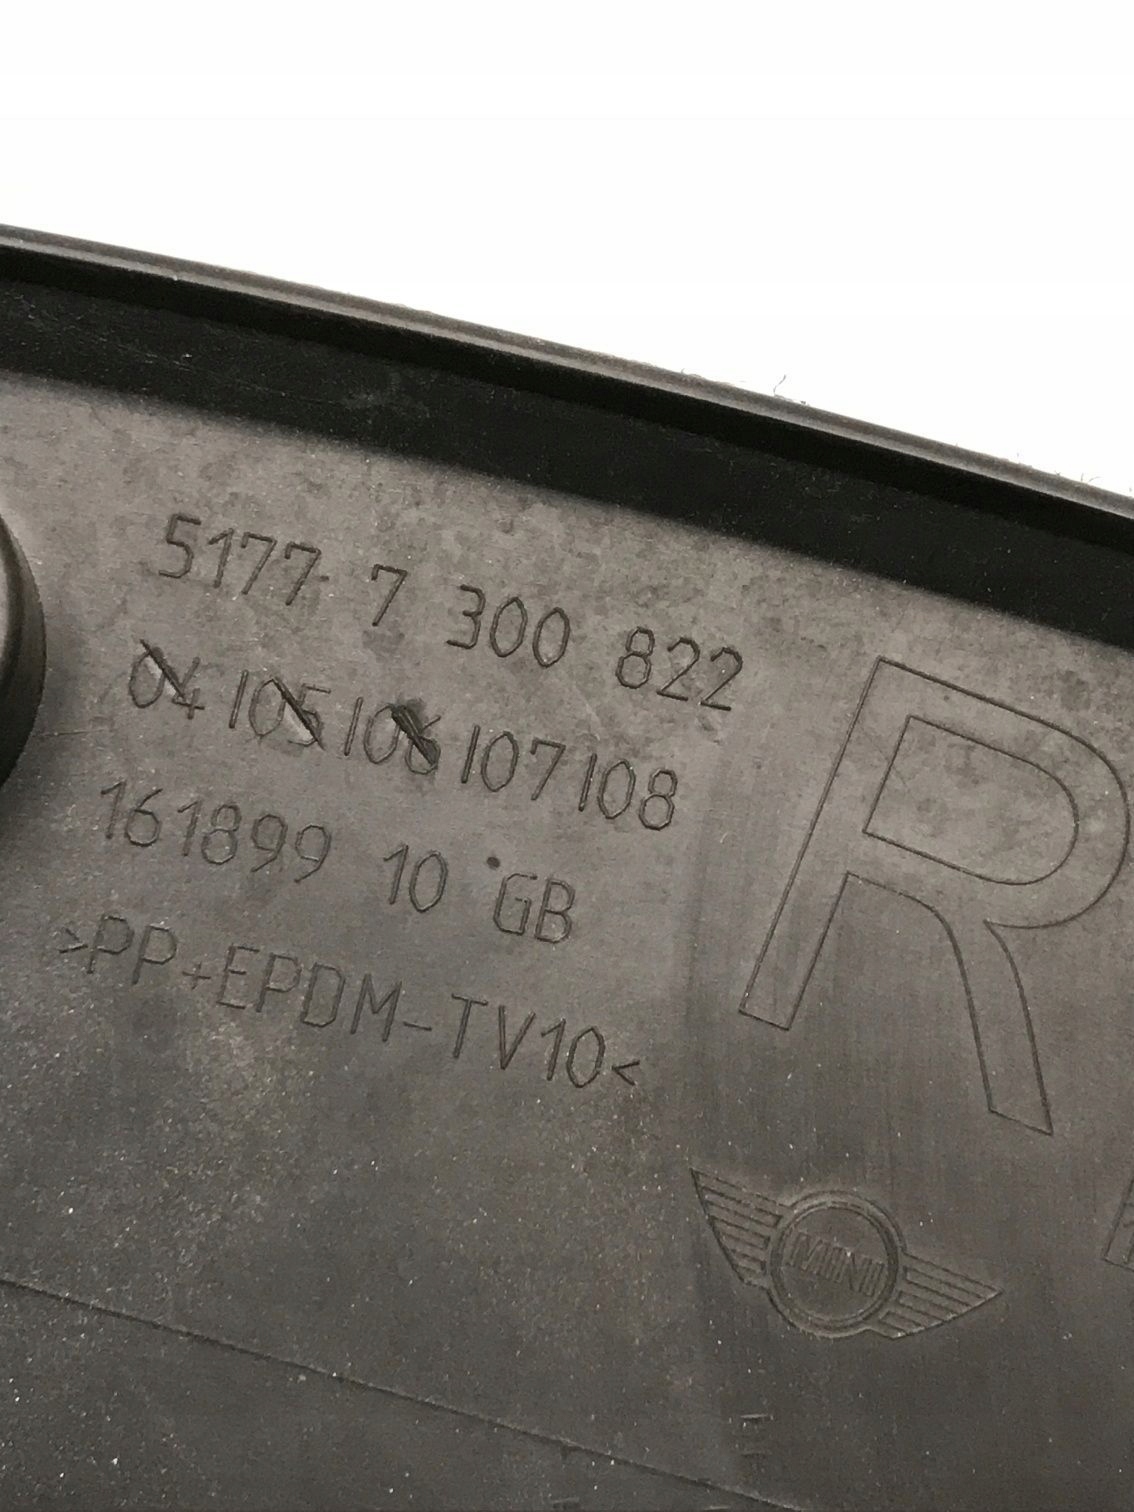 5177 7 300 822
04 105 106 107 108
161899 10 GB
>PP+EPDM-TV10<
R
MINI